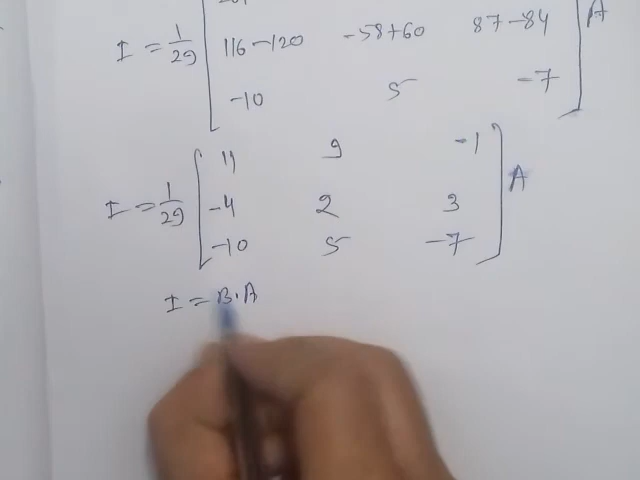 I = 1/29 [ 116-120 -58+60 87-84 ] A
-10 5 -7
11 9 -1
I = 1/29 [ -4 2 3 ] A
-10 5 -7
I = B·A